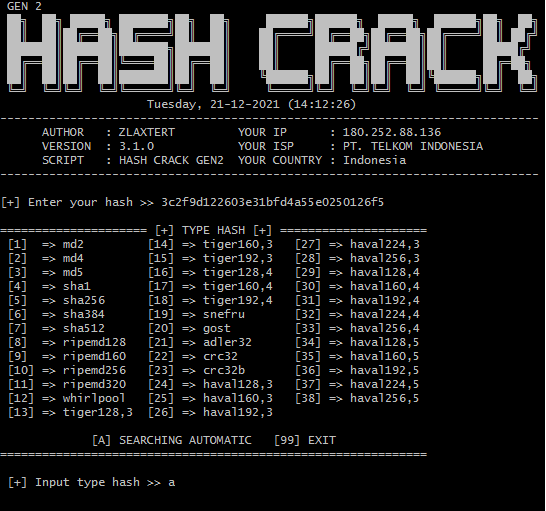 GEN 2
HASH CRACK
Tuesday, 21-12-2021 (14:12:26)
AUTHOR : ZLAXTERT YOUR IP : 180.252.88.136
VERSION : 3.1.0 YOUR ISP : PT. TELKOM INDONESIA
SCRIPT : HASH CRACK GEN2 YOUR COUNTRY : Indonesia
[+] Enter your hash >> 3c2f9d122603e31bfd4a55e0250126f5
===================== [+] TYPE HASH [+] =====================
[1] => md2 [14] => tiger160,3 [27] => haval224,3
[2] => md4 [15] => tiger192,3 [28] => haval256,3
[3] => md5 [16] => tiger128,4 [29] => haval128,4
[4] => sha1 [17] => tiger160,4 [30] => haval160,4
[5] => sha256 [18] => tiger192,4 [31] => haval192,4
[6] => sha384 [19] => snefru [32] => haval224,4
[7] => sha512 [20] => gost [33] => haval256,4
[8] => ripemd128 [21] => adler32 [34] => haval128,5
[9] => ripemd160 [22] => crc32 [35] => haval160,5
[10] => ripemd256 [23] => crc32b [36] => haval192,5
[11] => ripemd320 [24] => haval128,3 [37] => haval224,5
[12] => whirlpool [25] => haval160,3 [38] => haval256,5
[13] => tiger128,3 [26] => haval192,3
[A] SEARCHING AUTOMATIC [99] EXIT
[+] Input type hash >> a